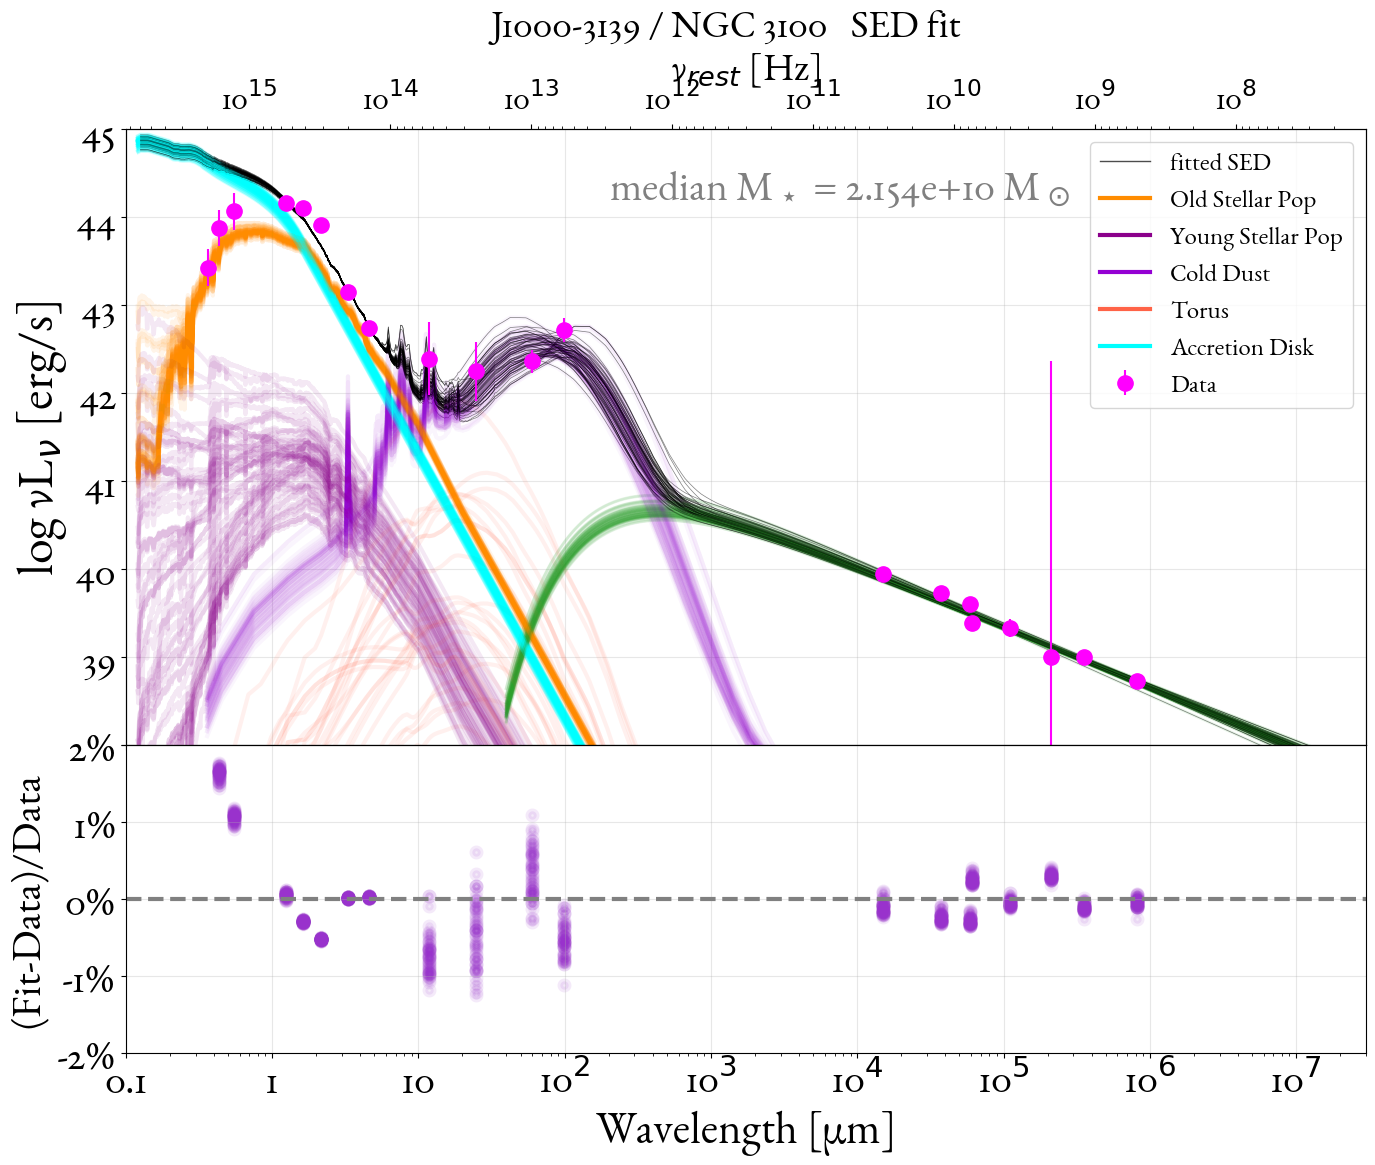 J1000-3139 / NGC 3100 SED fit
νrest [Hz]
10^15 10^14 10^13 10^12 10^11 10^10 10^9 10^8
45
44
43
42
41
40
39
log νLν [erg/s]
median M⋆ = 2.154e+10 M⊙
fitted SED
Old Stellar Pop
Young Stellar Pop
Cold Dust
Torus
Accretion Disk
Data
2%
1%
0%
-1%
-2%
(Fit-Data)/Data
0.1 1 10 10^2 10^3 10^4 10^5 10^6 10^7
Wavelength [μm]